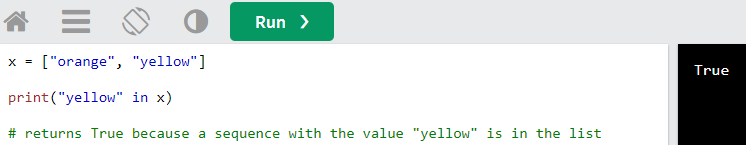 Run ❯
x = ["orange", "yellow"]
print("yellow" in x)
# returns True because a sequence with the value "yellow" is in the list
True